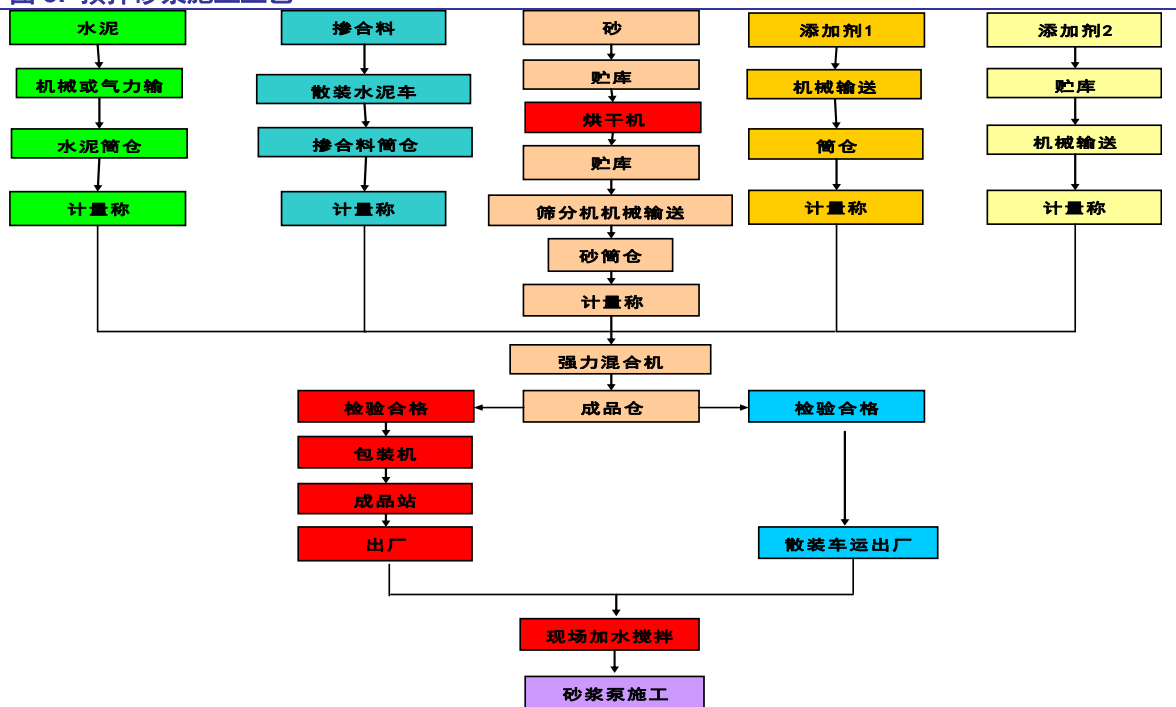 水泥
掺合料
砂
添加剂1
添加剂2
机械或气力输
散装水泥车
贮库
机械输送
贮库
烘干机
水泥筒仓
掺合料筒仓
贮库
筒仓
机械输送
计量称
计量称
筛分机机械输送
计量称
计量称
砂筒仓
计量称
强力混合机
检验合格
成品仓
检验合格
包装机
成品站
出厂
散装车运出厂
现场加水搅拌
砂浆泵施工